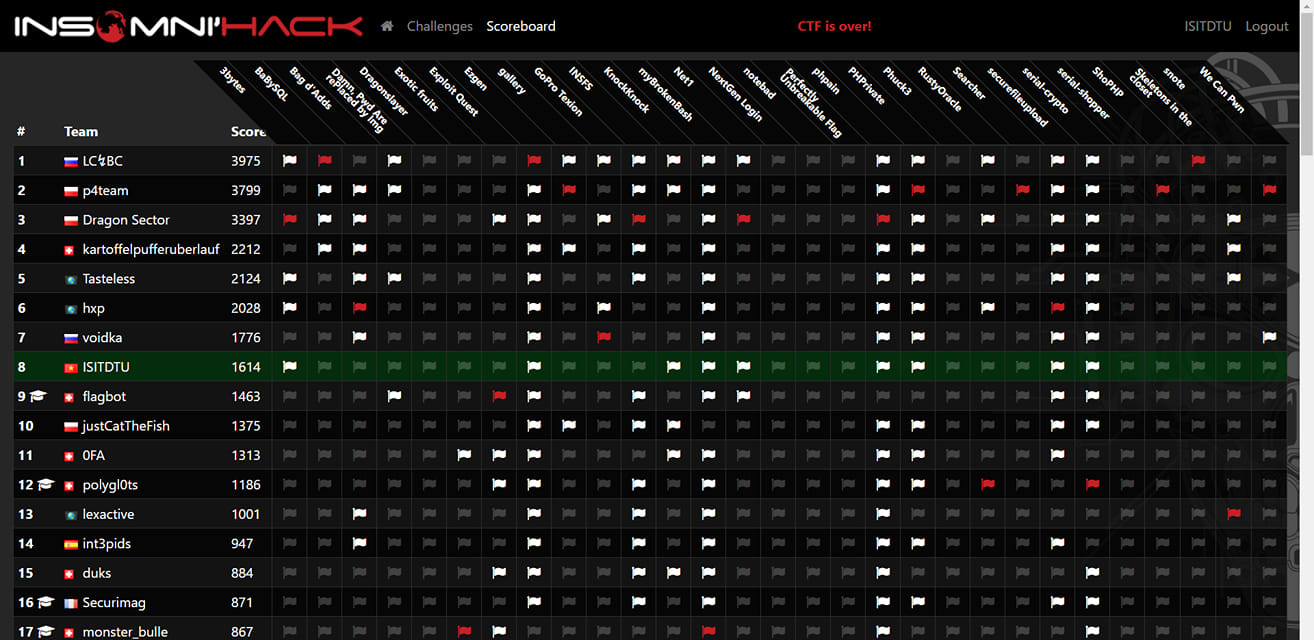 INSOMNI'HACK Challenges Scoreboard CTF is over! ISITDTU Logout
3bytes
BaBySQL
Bag d'Adds
Damn, Pwd Are
replaced by Img
Dragonslayer
Exotic fruits
Exploit Quest
Ezgen
gallery
GoPro Texion
INSFS
KnockKnock
myBrokenBash
Net1
NextGen Login
notebad
Perfectly
Unbreakable Flag
phpain
PHPrivate
Phuck3
RustyOracle
Searcher
securefileupload
serial-crypto
serial-shopper
ShoPHP
Skeletons in the
closet
snote
We Can Pwn
# Team Score
1 LC↯BC 3975
2 p4team 3799
3 Dragon Sector 3397
4 kartoffelpufferuberlauf 2212
5 Tasteless 2124
6 hxp 2028
7 voidka 1776
8 ISITDTU 1614
9 flagbot 1463
10 justCatTheFish 1375
11 0FA 1313
12 polygl0ts 1186
13 lexactive 1001
14 int3pids 947
15 duks 884
16 Securimag 871
17 monster_bulle 867